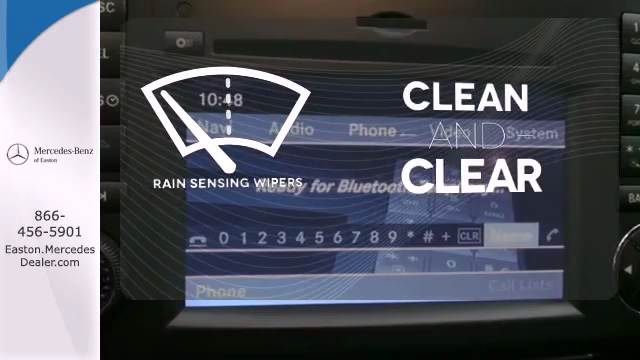 Mercedes-Benz
of Easton
866-
456-5901
Easton.Mercedes
Dealer.com
RAIN SENSING WIPERS
CLEAN
AND
CLEAR
10:48
Navi Audio Phone Video System
Ready for Bluetooth
0 1 2 3 4 5 6 7 8 9 * # + CLR Name
Phone Call Lists